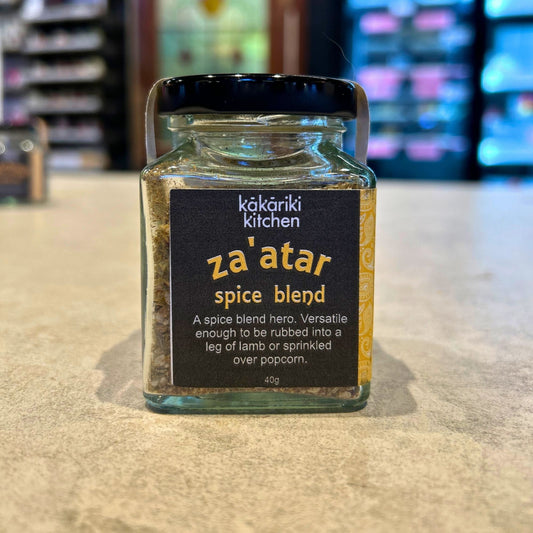 kākāriki
kitchen
za'atar
spice blend
A spice blend hero. Versatile
enough to be rubbed into a
leg of lamb or sprinkled
over popcorn.
40g